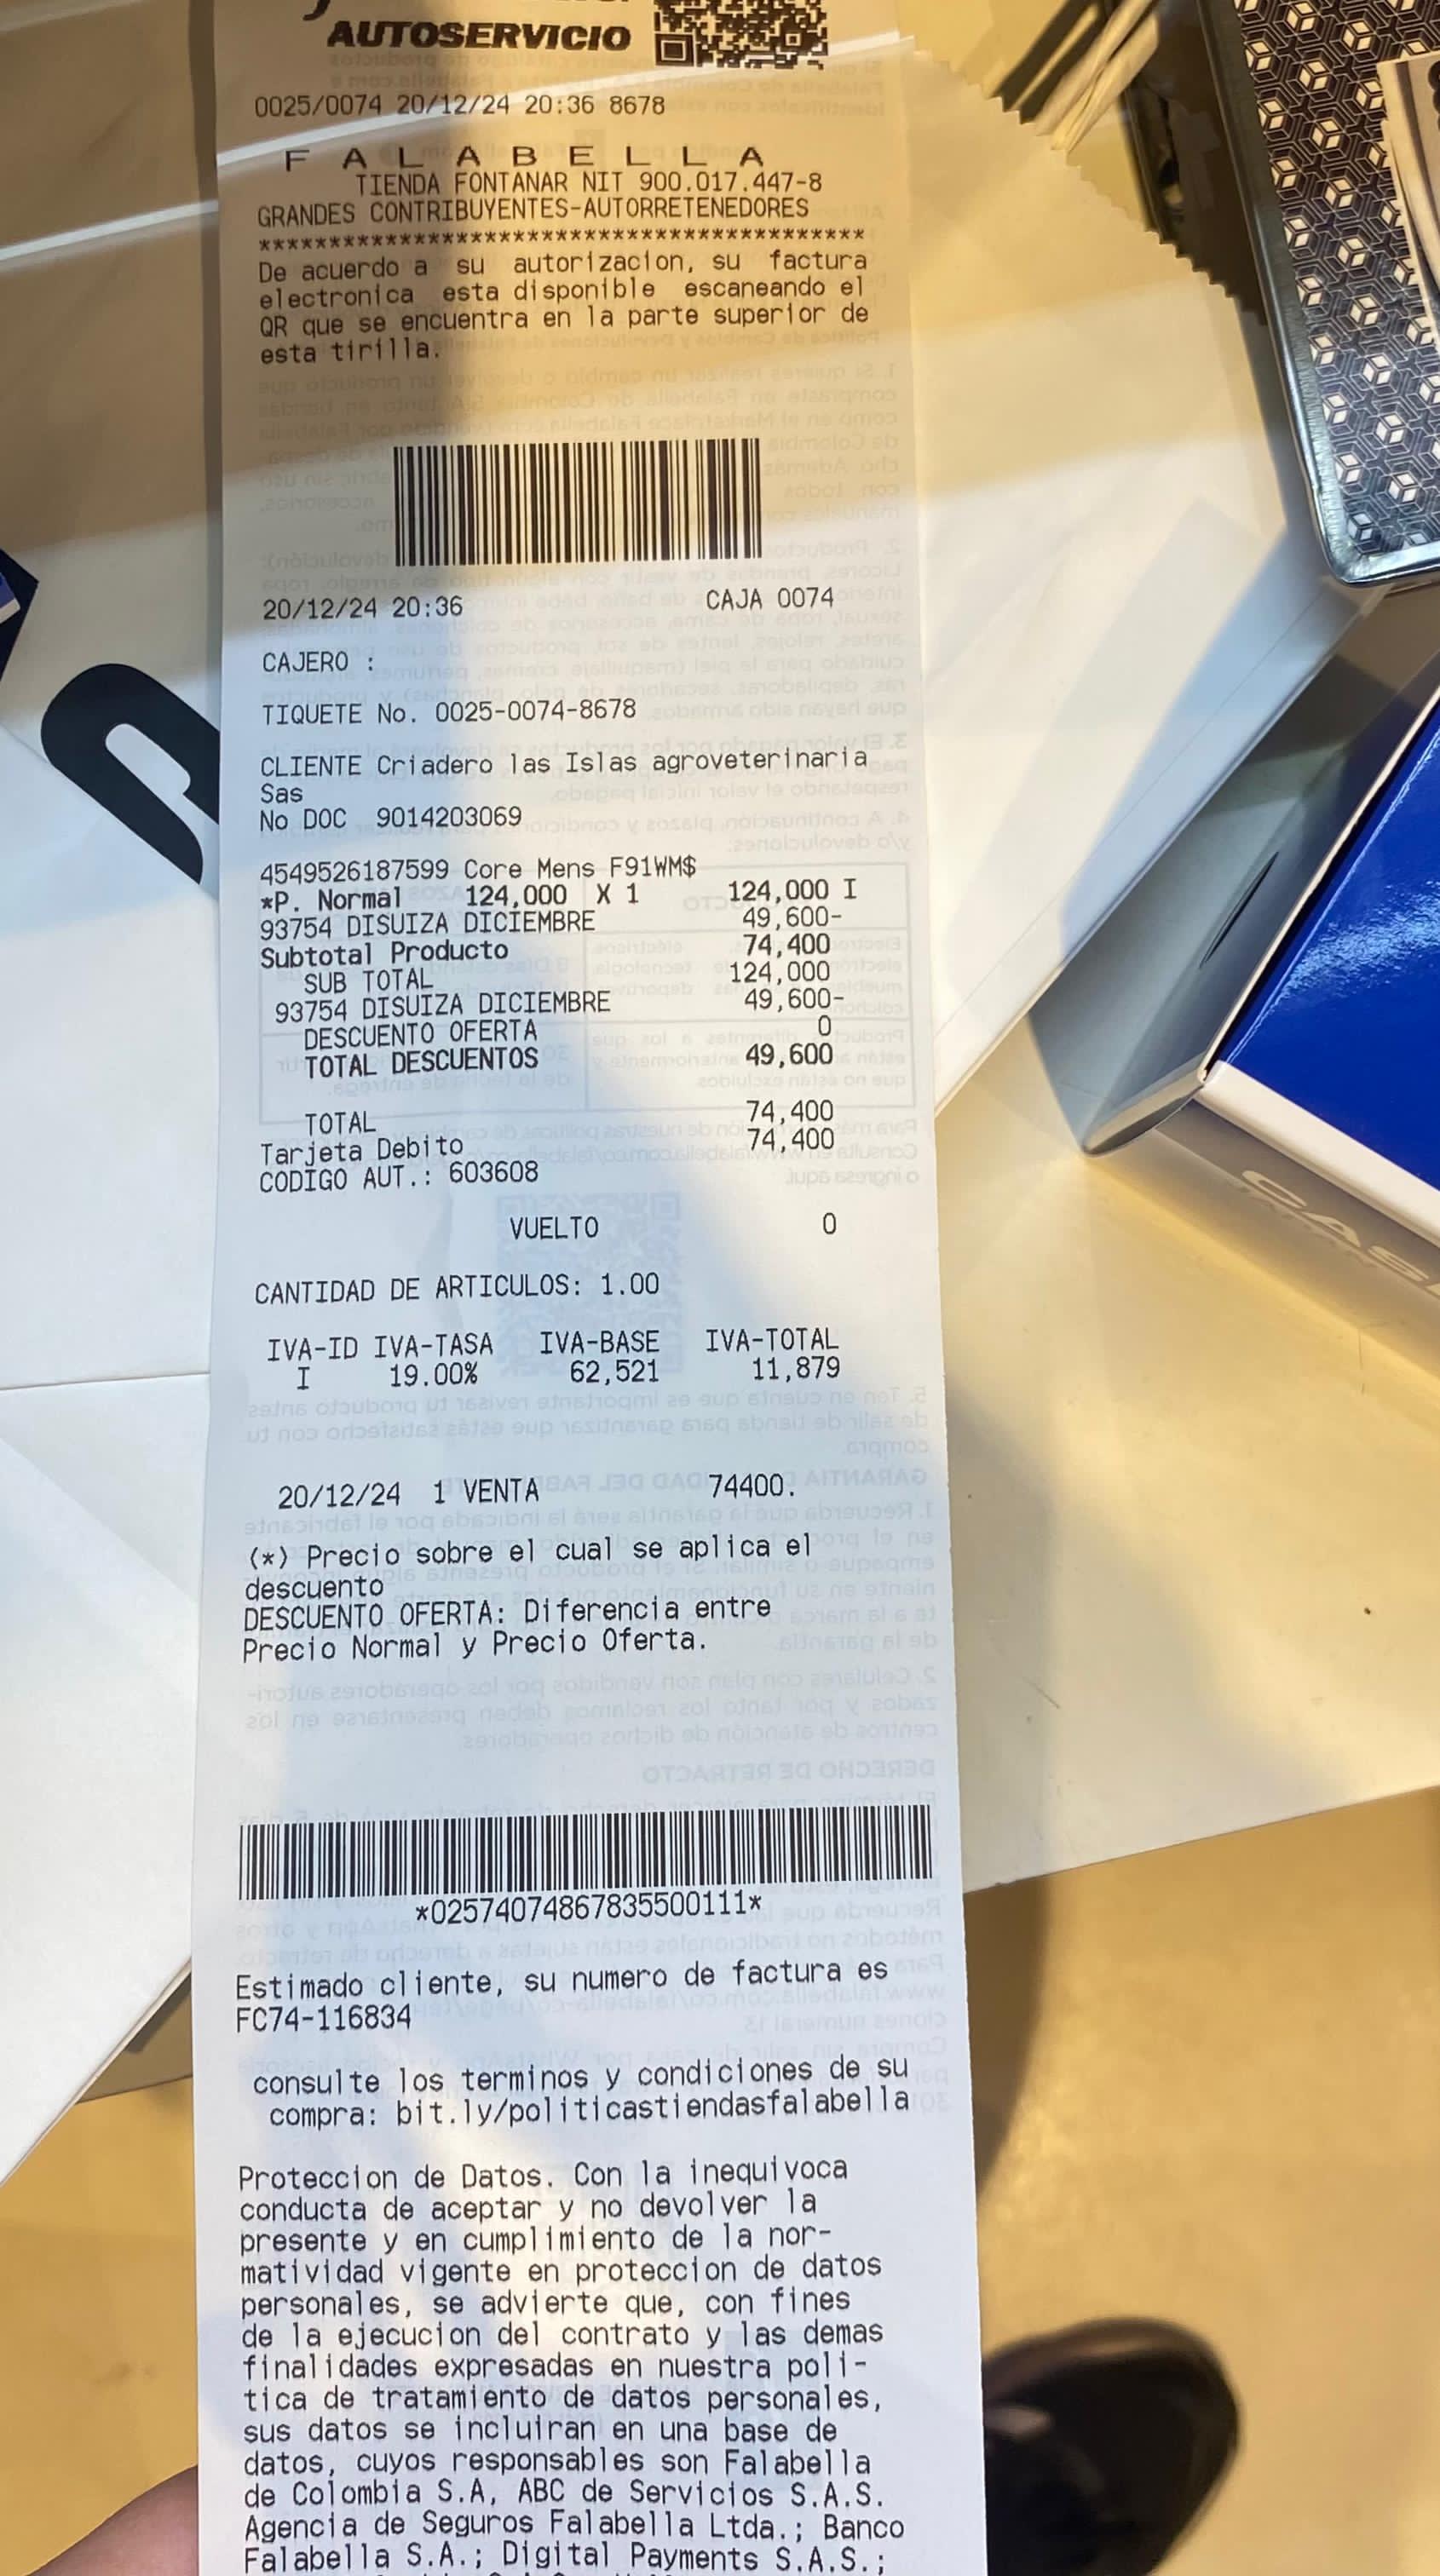 AUTOSERVICIO
0025/0074 20/12/24 20:36 8678
F A L A B E L L A
TIENDA FONTANAR NIT 900.017.447-8
GRANDES CONTRIBUYENTES-AUTORRETENEDORES
*******************************************
De acuerdo a su autorizacion, su factura
electronica esta disponible escaneando el
QR que se encuentra en la parte superior de
esta tirilla.
20/12/24 20:36 CAJA 0074
CAJERO :
TIQUETE No. 0025-0074-8678
CLIENTE Criadero las Islas agroveterinaria
Sas
No DOC 9014203069
4549526187599 Core Mens F91WM$
*P. Normal 124,000 X 1 124,000 I
93754 DISUIZA DICIEMBRE 49,600-
Subtotal Producto 74,400
SUB TOTAL 124,000
93754 DISUIZA DICIEMBRE 49,600-
DESCUENTO OFERTA 0
TOTAL DESCUENTOS 49,600
TOTAL 74,400
Tarjeta Debito 74,400
CODIGO AUT.: 603608
VUELTO 0
CANTIDAD DE ARTICULOS: 1.00
IVA-ID IVA-TASA IVA-BASE IVA-TOTAL
I 19.00% 62,521 11,879
20/12/24 1 VENTA 74400.
(*) Precio sobre el cual se aplica el
descuento
DESCUENTO OFERTA: Diferencia entre
Precio Normal y Precio Oferta.
*02574074867835500111*
Estimado cliente, su numero de factura es
FC74-116834
consulte los terminos y condiciones de su
compra: bit.ly/politicastiendasfalabella
Proteccion de Datos. Con la inequivoca
conducta de aceptar y no devolver la
presente y en cumplimiento de la nor-
matividad vigente en proteccion de datos
personales, se advierte que, con fines
de la ejecucion del contrato y las demas
finalidades expresadas en nuestra poli-
tica de tratamiento de datos personales,
sus datos se incluiran en una base de
datos, cuyos responsables son Falabella
de Colombia S.A, ABC de Servicios S.A.S.
Agencia de Seguros Falabella Ltda.; Banco
Falabella S.A.; Digital Payments S.A.S.;